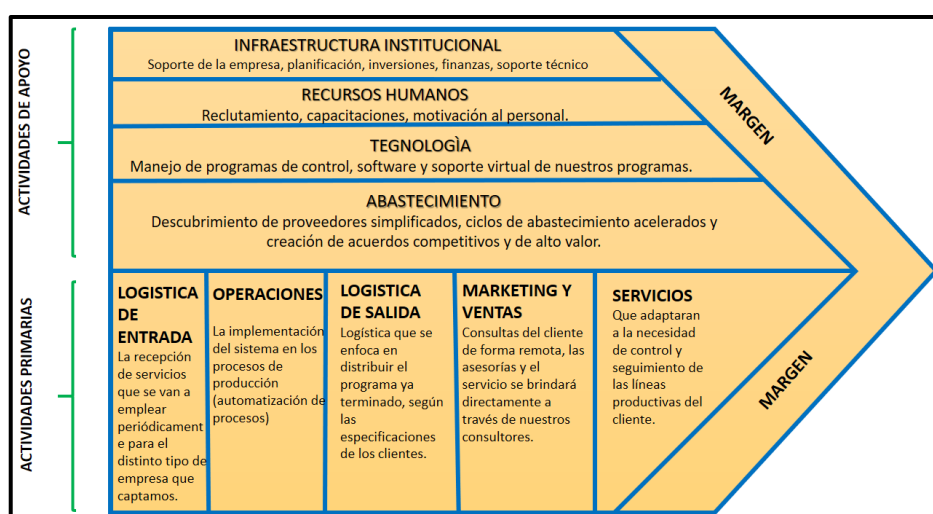 ACTIVIDADES DE APOYO
INFRAESTRUCTURA INSTITUCIONAL
Soporte de la empresa, planificación, inversiones, finanzas, soporte técnico
RECURSOS HUMANOS
Reclutamiento, capacitaciones, motivación al personal.
TEGNOLOGÌA
Manejo de programas de control, software y soporte virtual de nuestros programas.
ABASTECIMIENTO
Descubrimiento de proveedores simplificados, ciclos de abastecimiento acelerados y
creación de acuerdos competitivos y de alto valor.
MARGEN
ACTIVIDADES PRIMARIAS
LOGISTICA
DE
ENTRADA
La recepción
de servicios
que se van a
emplear
periódicament
e para el
distinto tipo de
empresa que
captamos.
OPERACIONES
La implementación
del sistema en los
procesos de
producción
(automatización de
procesos)
LOGISTICA
DE SALIDA
Logística que se
enfoca en
distribuir el
programa ya
terminado, según
las
especificaciones
de los clientes.
MARKETING Y
VENTAS
Consultas del cliente
de forma remota, las
asesorías y el
servicio se brindará
directamente a
través de nuestros
consultores.
SERVICIOS
Que adaptaran
a la necesidad
de control y
seguimiento de
las líneas
productivas del
cliente.
MARGEN